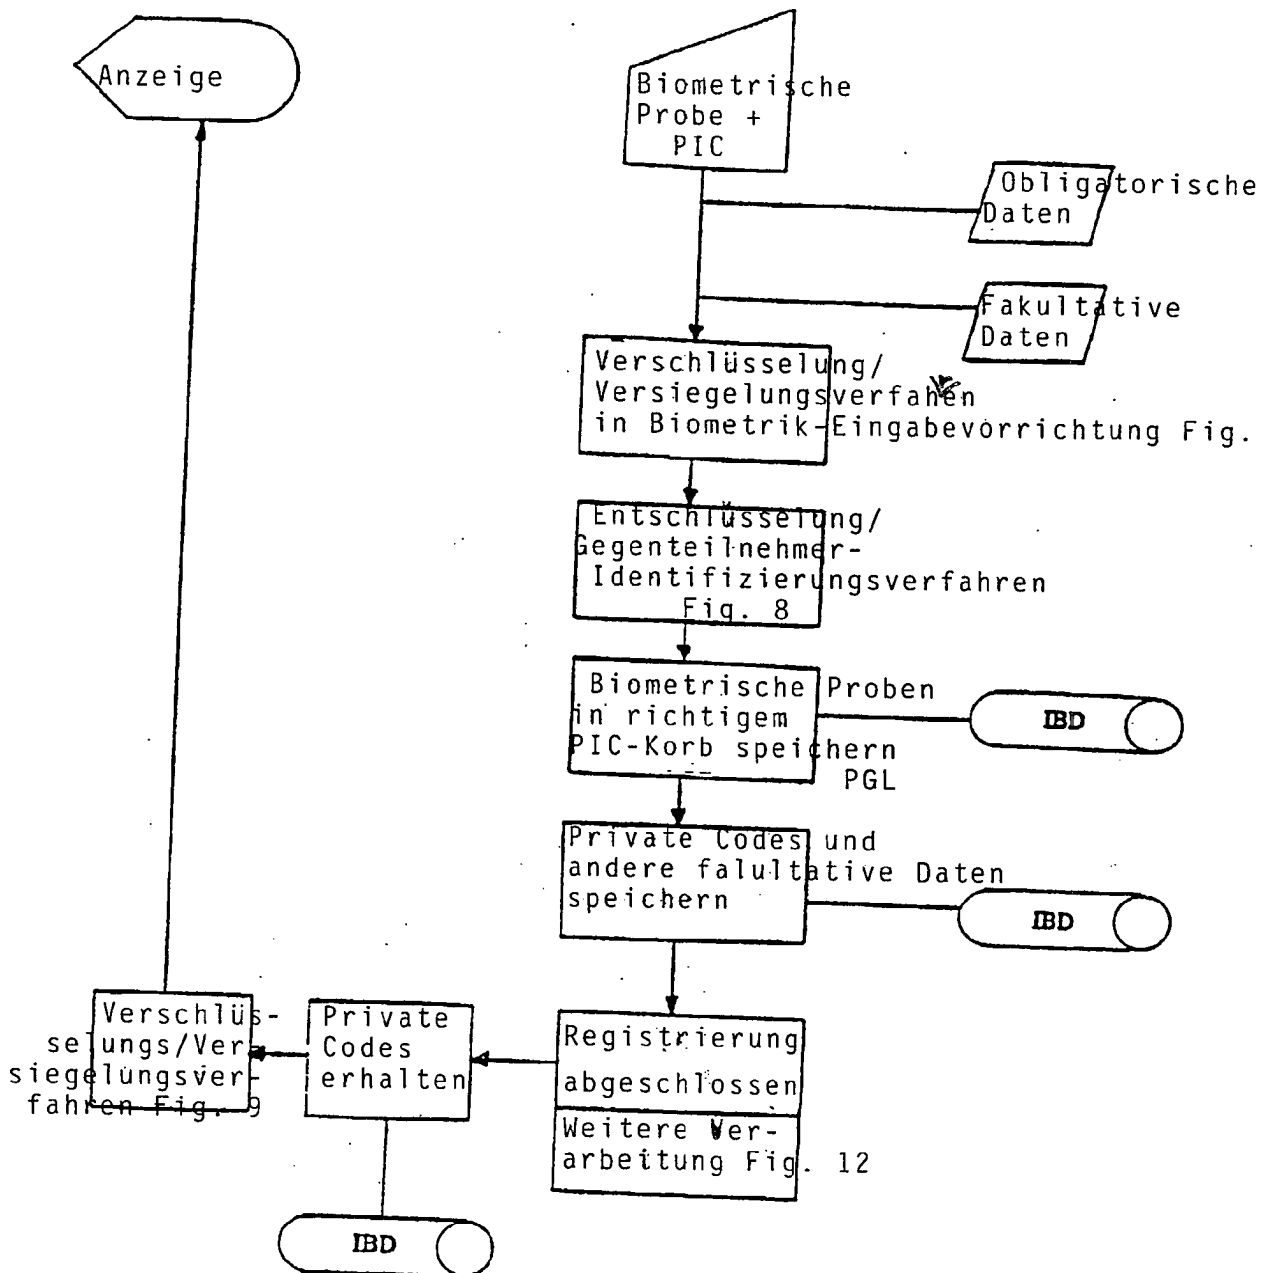 Anzeige
Biometrische
Probe +
PIC
Obligatorische
Daten
Fakultative
Daten
Verschlüsselung/
Versiegelungsverfahen
in Biometrik-Eingabevorrichtung Fig.
Entschlüsselung/
Gegenteilnehmer-
Identifizierungsverfahren
Fig. 8
Biometrische Proben
in richtigem
PIC-Korb speichern
PGL
IBD
Private Codes und
andere falultative Daten
speichern
IBD
Registrierung
abgeschlossen
Weitere Ver-
arbeitung Fig. 12
Private
Codes
erhalten
IBD
Verschlüs-
selungs/Ver-
siegelungsver-
fahren Fig. 9